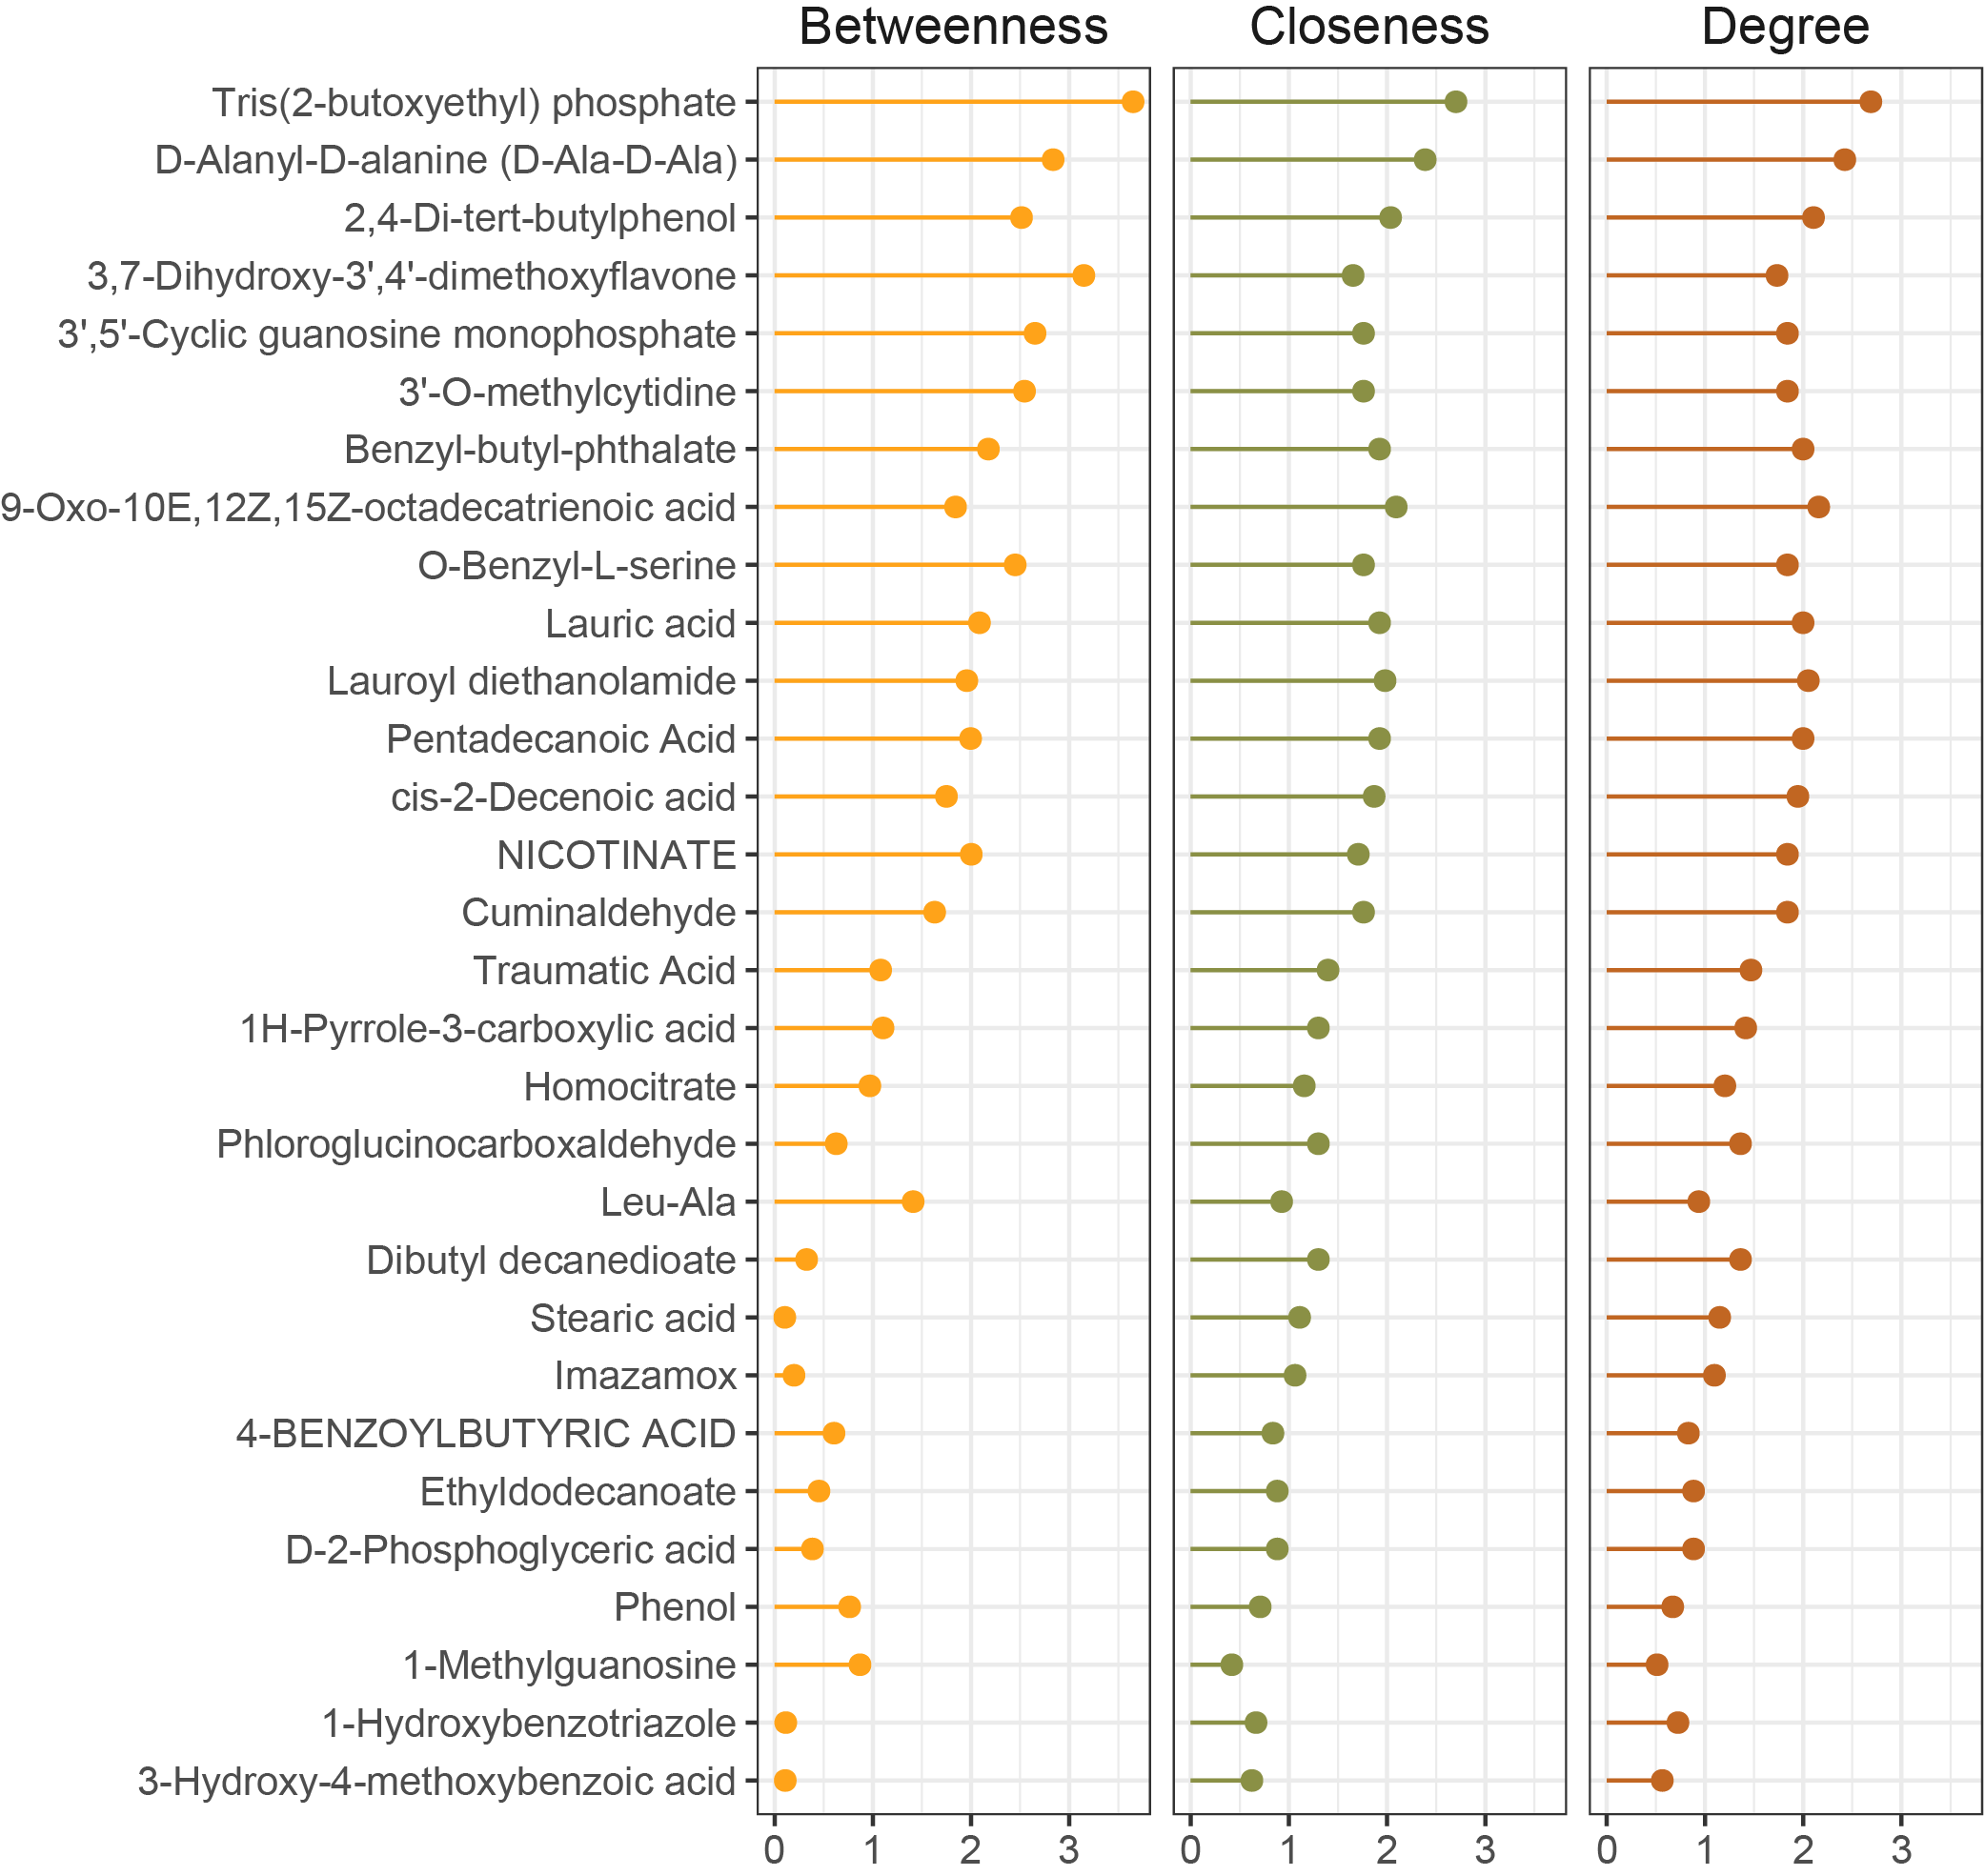 Betweenness Closeness Degree
Tris(2-butoxyethyl) phosphate
D-Alanyl-D-alanine (D-Ala-D-Ala)
2,4-Di-tert-butylphenol
3,7-Dihydroxy-3',4'-dimethoxyflavone
3',5'-Cyclic guanosine monophosphate
3'-O-methylcytidine
Benzyl-butyl-phthalate
9-Oxo-10E,12Z,15Z-octadecatrienoic acid
O-Benzyl-L-serine
Lauric acid
Lauroyl diethanolamide
Pentadecanoic Acid
cis-2-Decenoic acid
NICOTINATE
Cuminaldehyde
Traumatic Acid
1H-Pyrrole-3-carboxylic acid
Homocitrate
Phloroglucinocarboxaldehyde
Leu-Ala
Dibutyl decanedioate
Stearic acid
Imazamox
4-BENZOYLBUTYRIC ACID
Ethyldodecanoate
D-2-Phosphoglyceric acid
Phenol
1-Methylguanosine
1-Hydroxybenzotriazole
3-Hydroxy-4-methoxybenzoic acid
0 1 2 3 0 1 2 3 0 1 2 3